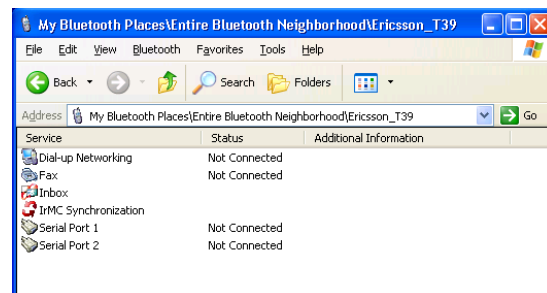 My Bluetooth Places\Entire Bluetooth Neighborhood\Ericsson_T39
File Edit View Bluetooth Favorites Tools Help
Back Search Folders
Address My Bluetooth Places\Entire Bluetooth Neighborhood\Ericsson_T39 Go
Service Status Additional Information
Dial-up Networking Not Connected
Fax Not Connected
Inbox
IrMC Synchronization
Serial Port 1 Not Connected
Serial Port 2 Not Connected